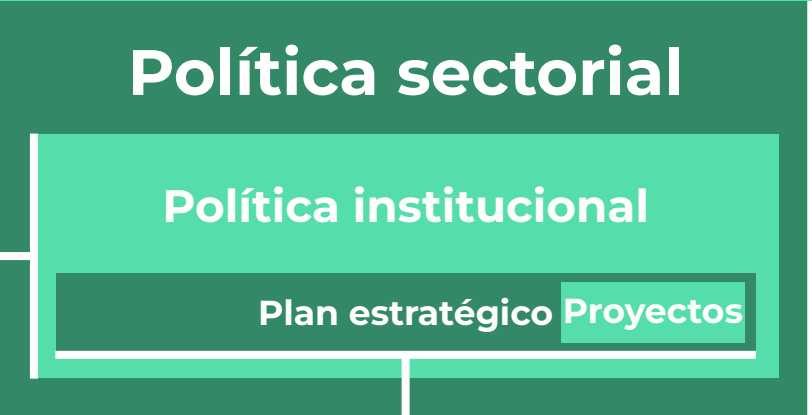 Política sectorial
Política institucional
Plan estratégico Proyectos